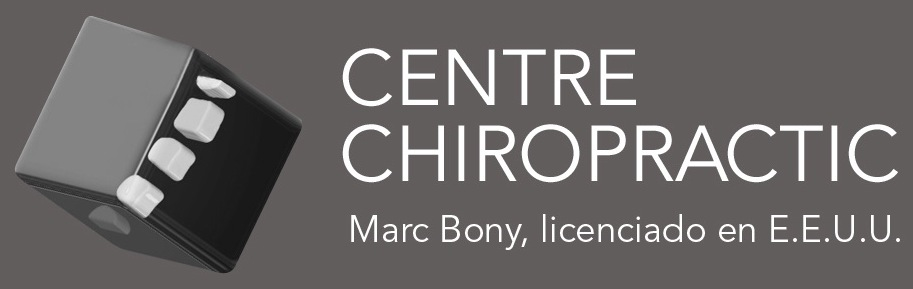 CENTRE
CHIROPRACTIC
Marc Bony, licenciado en E.E.U.U.